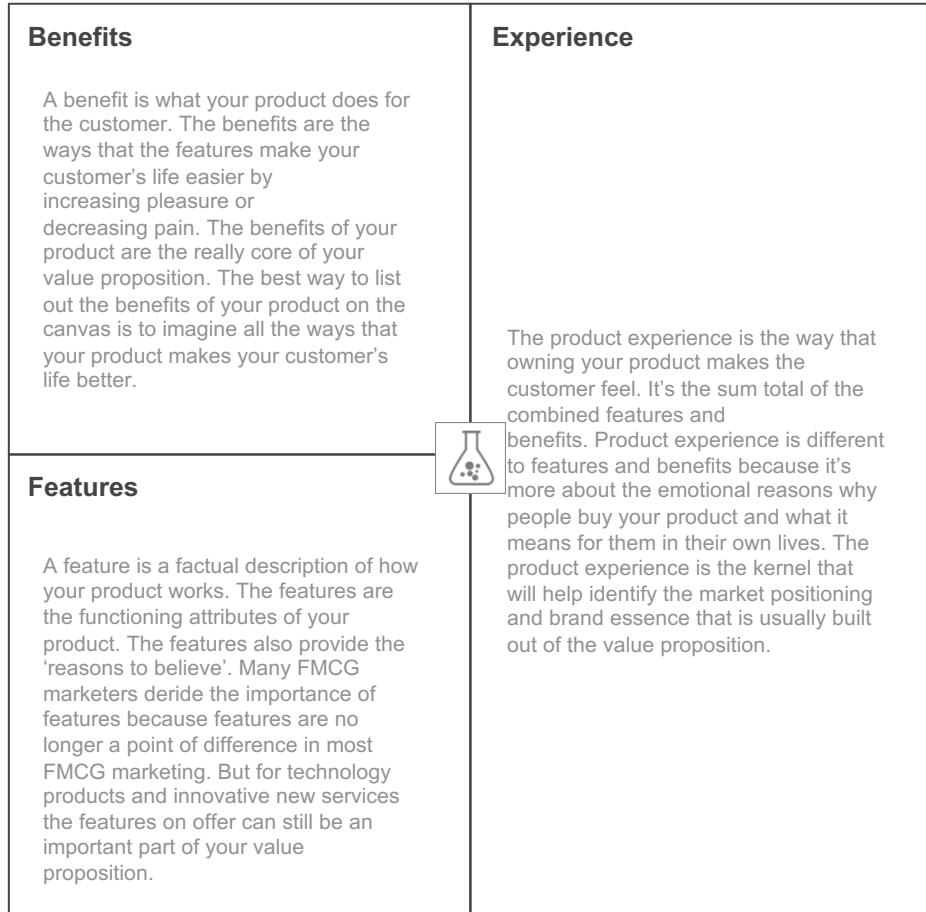 Benefits
A benefit is what your product does for
the customer. The benefits are the
ways that the features make your
customer’s life easier by
increasing pleasure or
decreasing pain. The benefits of your
product are the really core of your
value proposition. The best way to list
out the benefits of your product on the
canvas is to imagine all the ways that
your product makes your customer’s
life better.
Features
A feature is a factual description of how
your product works. The features are
the functioning attributes of your
product. The features also provide the
‘reasons to believe’. Many FMCG
marketers deride the importance of
features because features are no
longer a point of difference in most
FMCG marketing. But for technology
products and innovative new services
the features on offer can still be an
important part of your value
proposition.
Experience
The product experience is the way that
owning your product makes the
customer feel. It’s the sum total of the
combined features and
benefits. Product experience is different
to features and benefits because it’s
more about the emotional reasons why
people buy your product and what it
means for them in their own lives. The
product experience is the kernel that
will help identify the market positioning
and brand essence that is usually built
out of the value proposition.